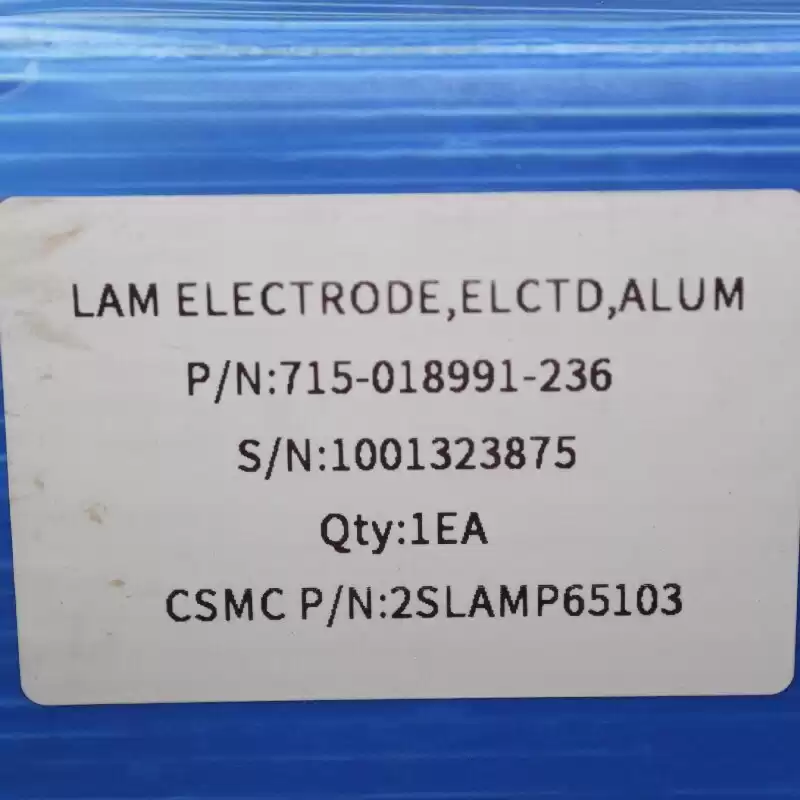 LAM ELECTRODE,ELCTD,ALUM
P/N:715-018991-236
S/N:1001323875
Qty:1EA
CSMC P/N:2SLAMP65103